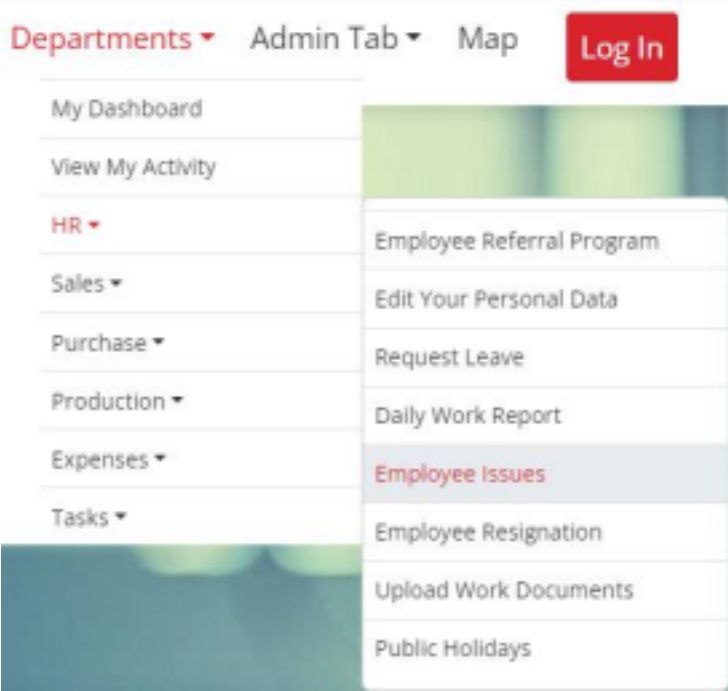 Departments Admin Tab Map Log In
My Dashboard
View My Activity
HR
Sales
Purchase
Production
Expenses
Tasks
Employee Referral Program
Edit Your Personal Data
Request Leave
Daily Work Report
Employee Issues
Employee Resignation
Upload Work Documents
Public Holidays